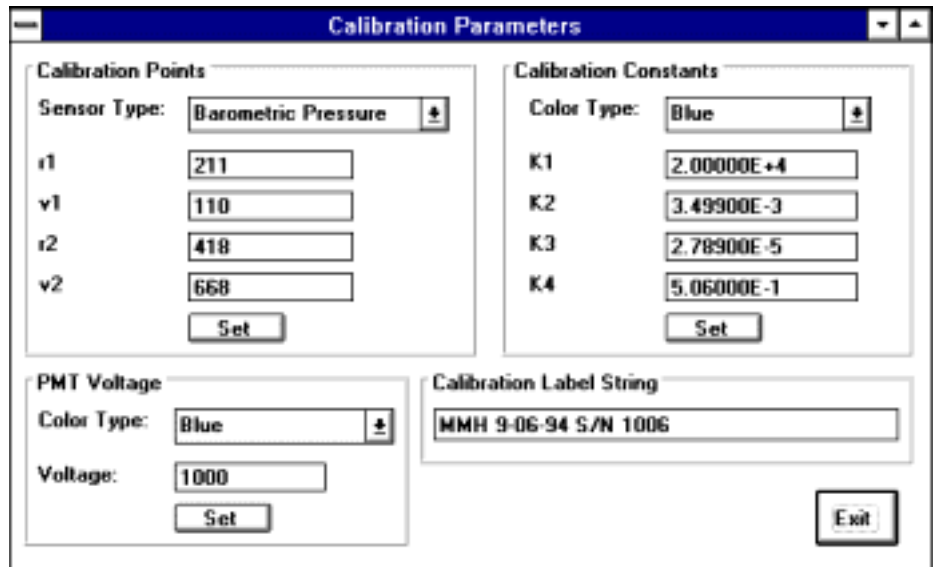 Calibration Parameters
Calibration Points
Sensor Type: Barometric Pressure
r1 211
v1 110
r2 418
v2 668
Set
Calibration Constants
Color Type: Blue
K1 2.00000E+4
K2 3.49900E-3
K3 2.78900E-5
K4 5.06000E-1
Set
PMT Voltage
Color Type: Blue
Voltage: 1000
Set
Calibration Label String
MMH 9-06-94 S/N 1006
Exit